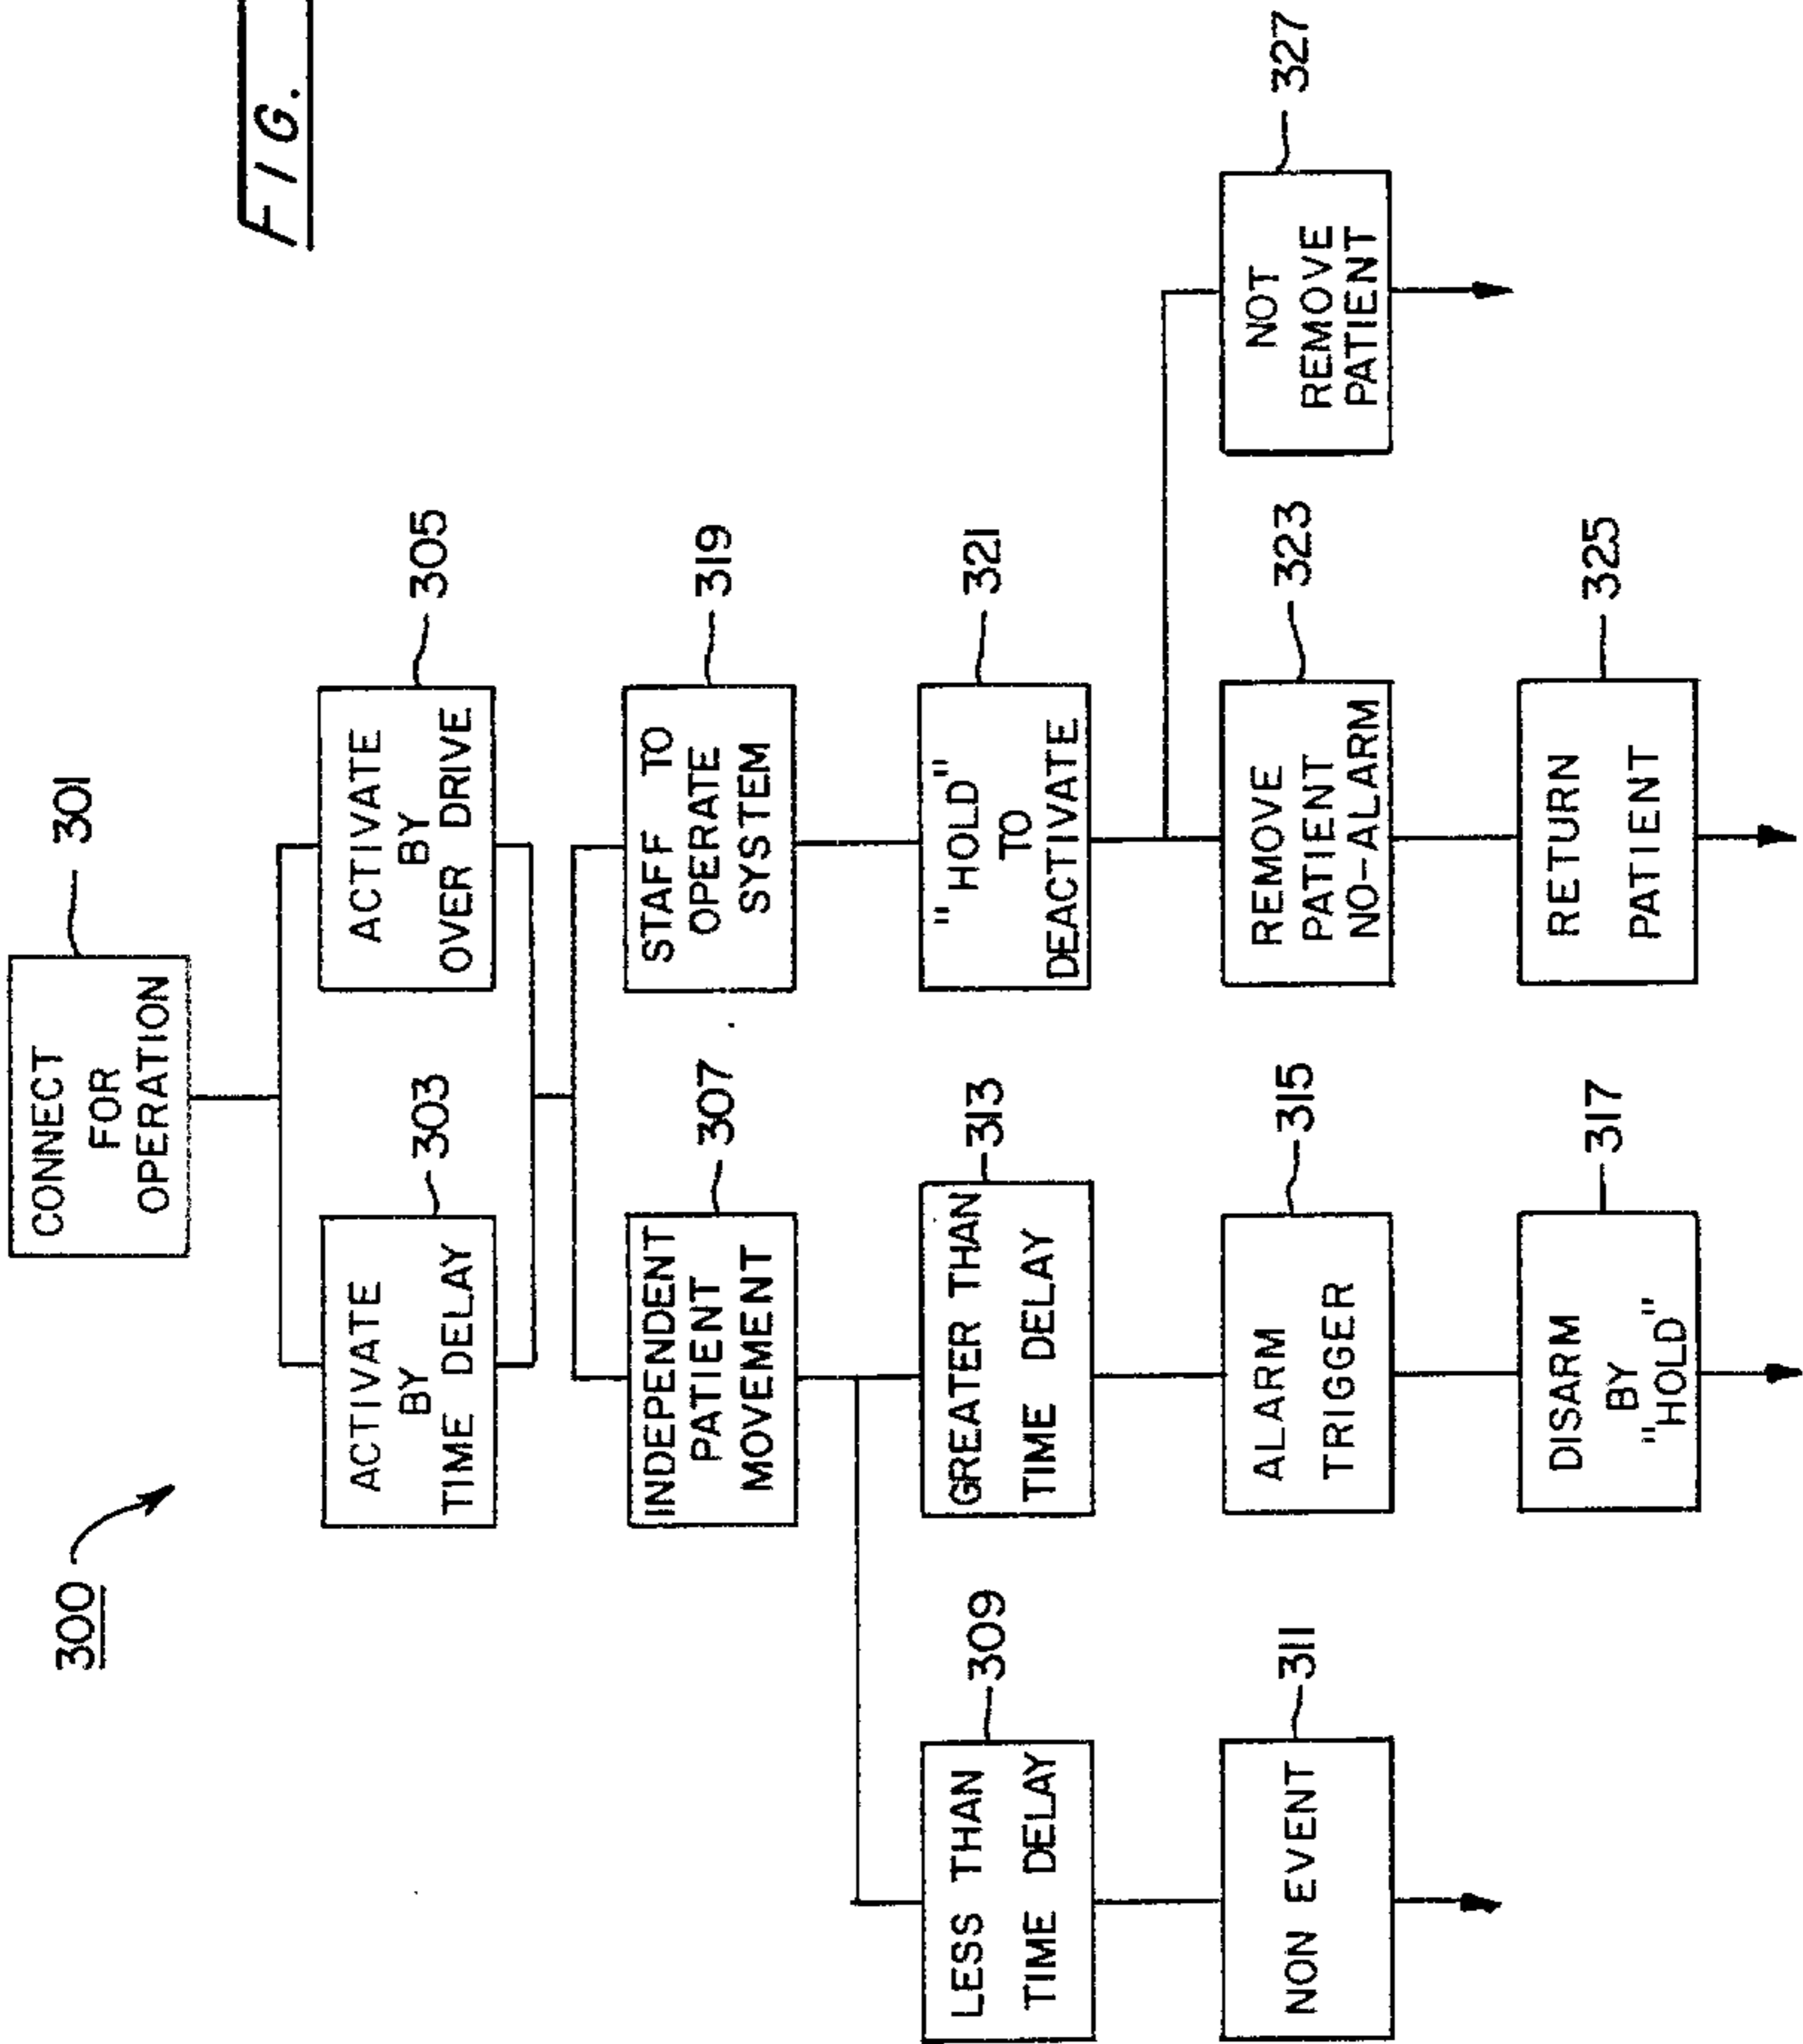 FIG.
300
CONNECT
FOR
OPERATION
301
ACTIVATE
BY
TIME DELAY
303
ACTIVATE
BY
OVER DRIVE
305
INDEPENDENT
PATIENT
MOVEMENT
307
STAFF TO
OPERATE
SYSTEM
319
LESS THAN
TIME DELAY
309
GREATER THAN
TIME DELAY
313
"HOLD"
TO
DEACTIVATE
321
NON EVENT
311
ALARM
TRIGGER
315
REMOVE
PATIENT
NO-ALARM
323
NOT
REMOVE
PATIENT
327
DISARM
BY
"HOLD"
317
RETURN
PATIENT
325